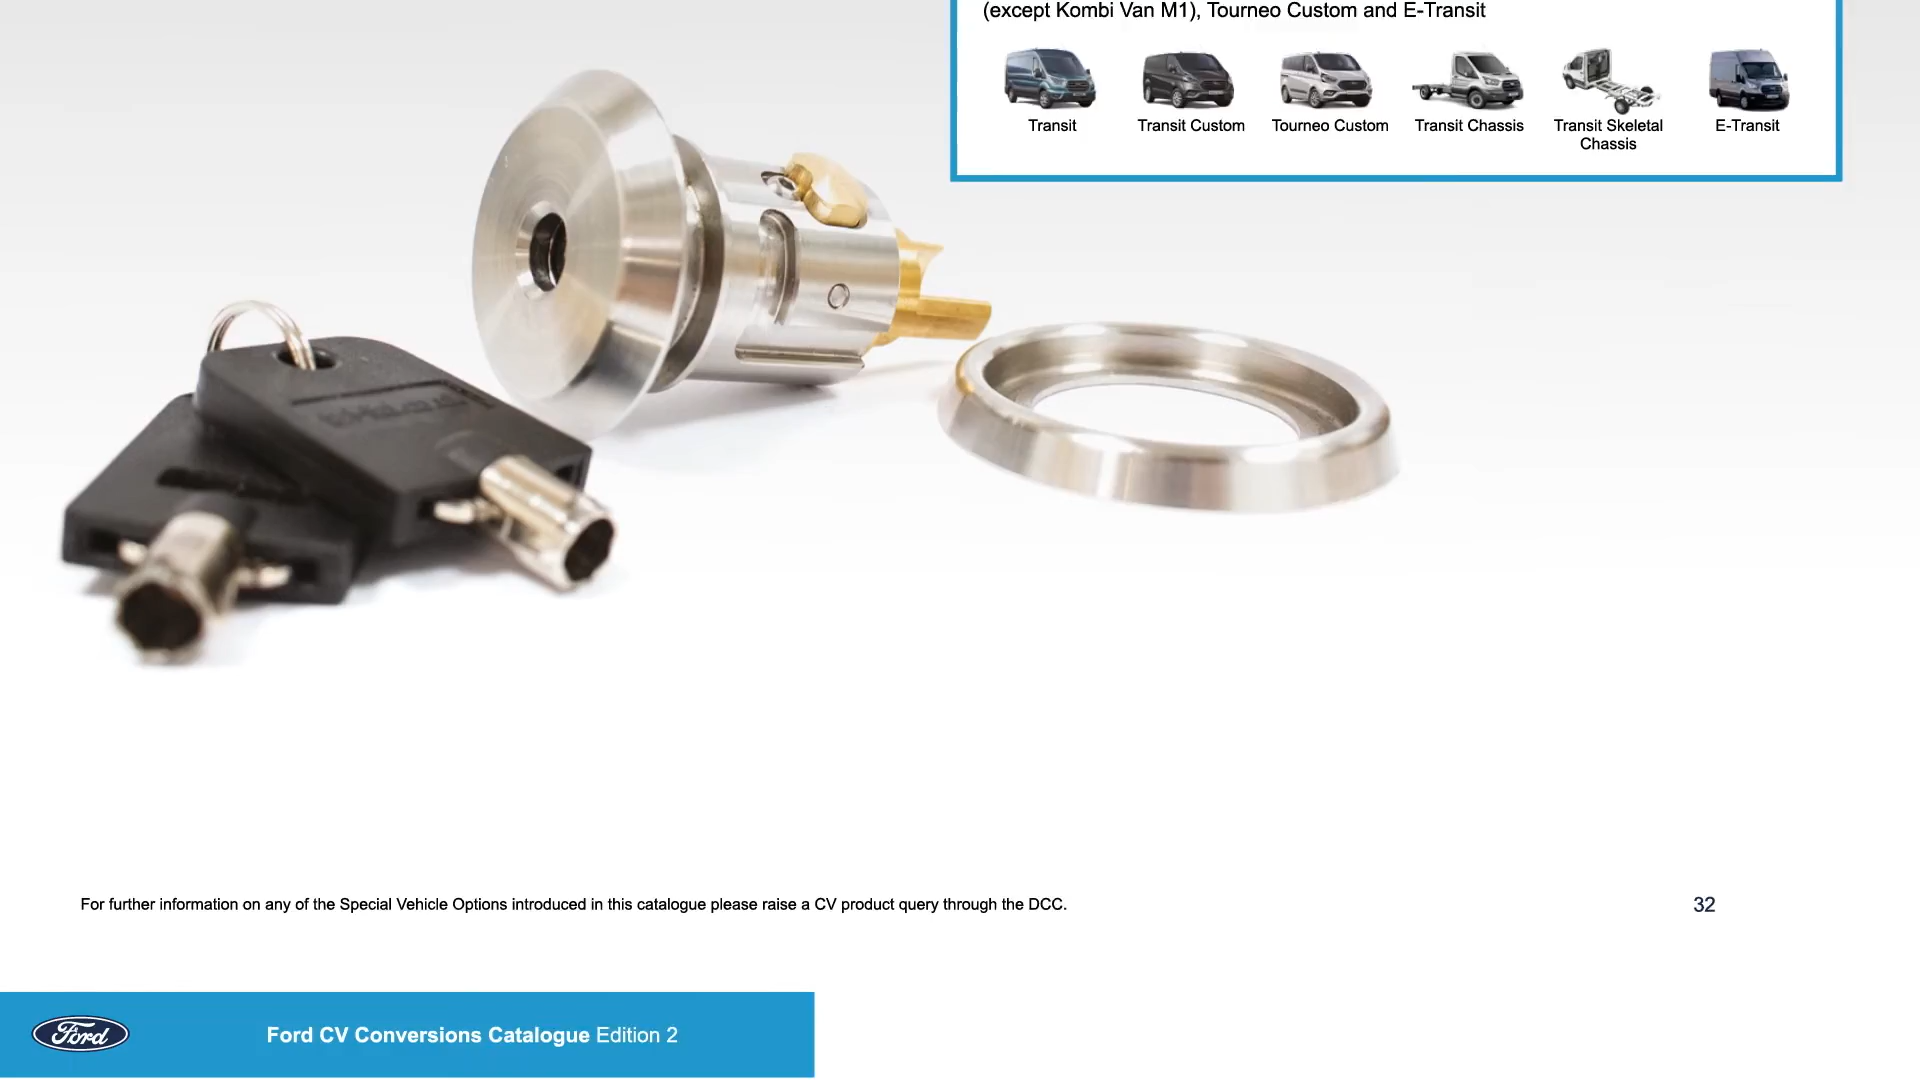 (except Kombi Van M1), Tourneo Custom and E-Transit
Transit
Transit Custom
Tourneo Custom
Transit Chassis
Transit Skeletal
Chassis
E-Transit
For further information on any of the Special Vehicle Options introduced in this catalogue please raise a CV product query through the DCC.
32
Ford
Ford CV Conversions Catalogue Edition 2